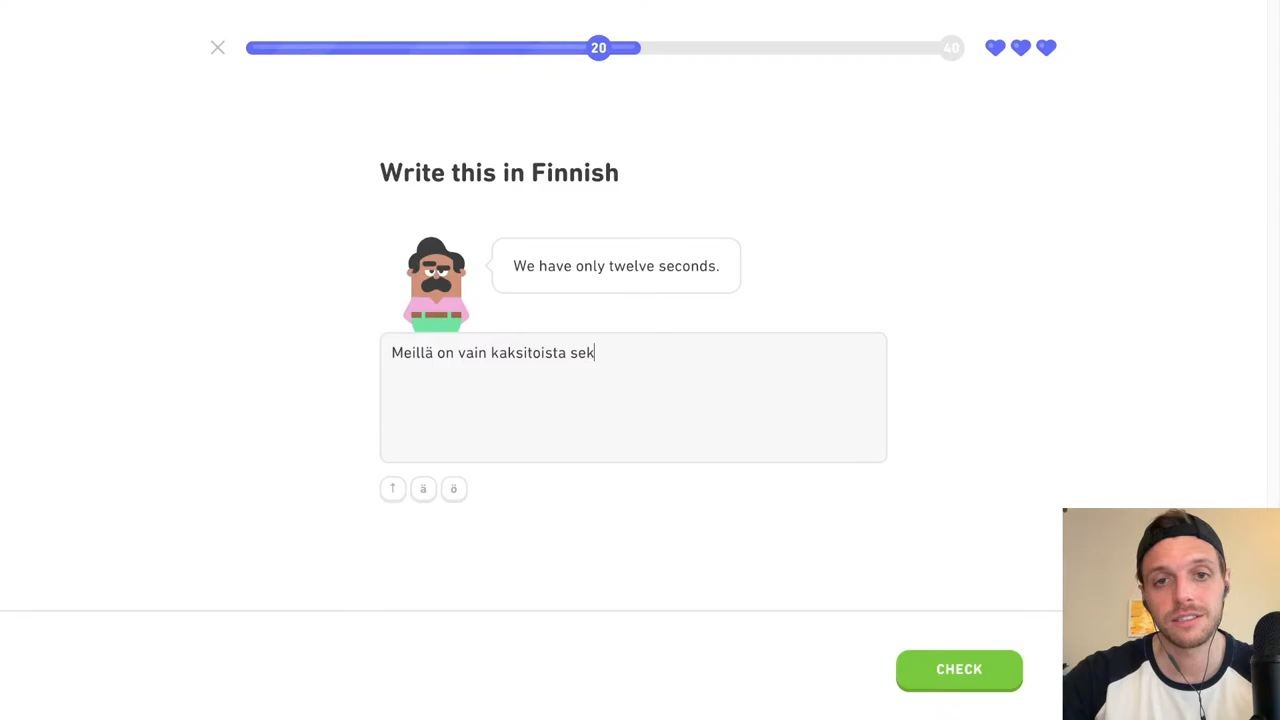 20
40
Write this in Finnish
We have only twelve seconds.
Meillä on vain kaksitoista sek
↑ ä ö
CHECK